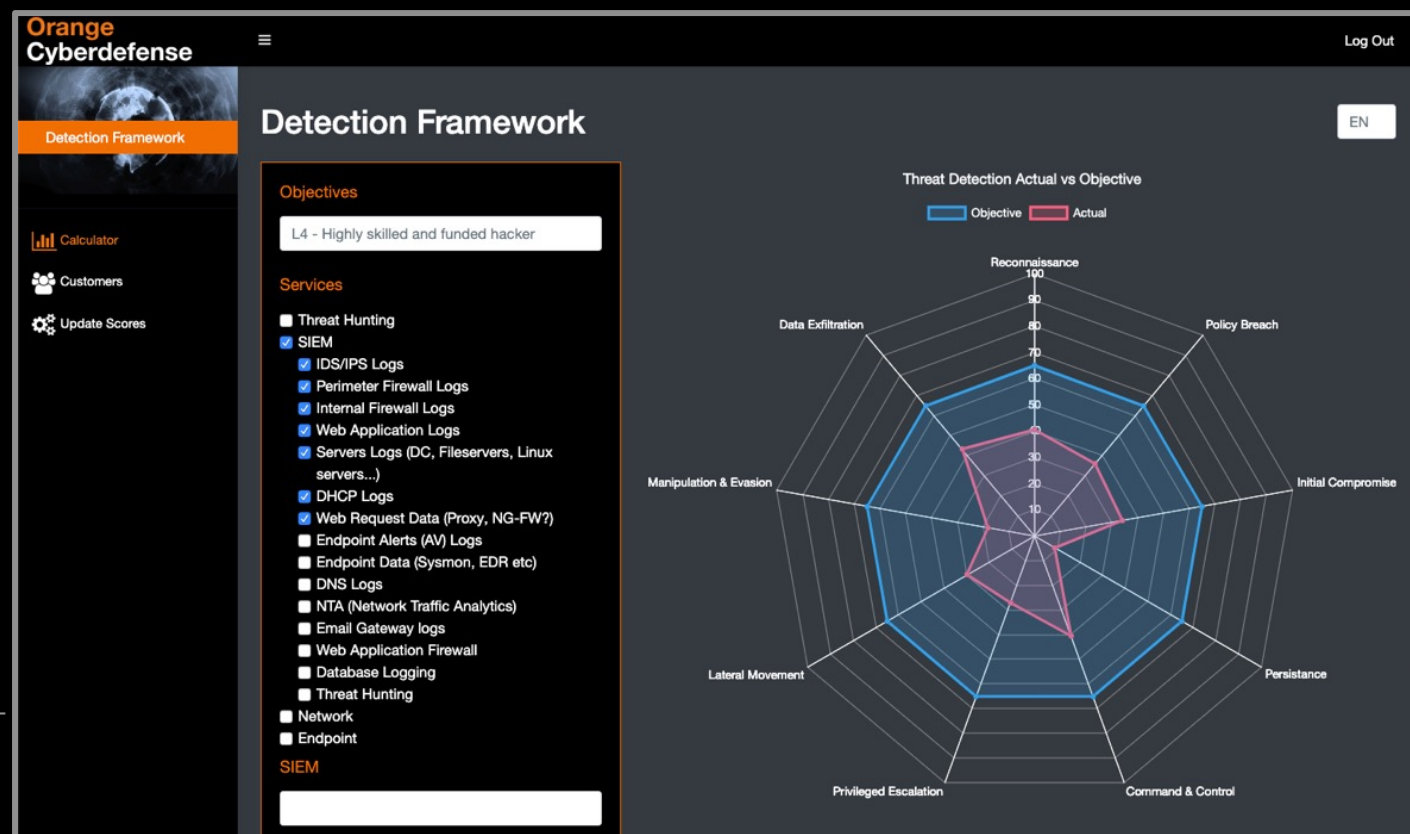 Orange
Cyberdefense
Log Out
Detection Framework
Detection Framework
EN
Calculator
Customers
Update Scores
Objectives
L4 - Highly skilled and funded hacker
Services
Threat Hunting
SIEM
IDS/IPS Logs
Perimeter Firewall Logs
Internal Firewall Logs
Web Application Logs
Servers Logs (DC, Fileservers, Linux
servers...)
DHCP Logs
Web Request Data (Proxy, NG-FW?)
Endpoint Alerts (AV) Logs
Endpoint Data (Sysmon, EDR etc)
DNS Logs
NTA (Network Traffic Analytics)
Email Gateway logs
Web Application Firewall
Database Logging
Threat Hunting
Network
Endpoint
SIEM
Threat Detection Actual vs Objective
Objective Actual
Reconnaissance
100
90
80
70
60
50
40
30
20
10
Data Exfiltration
Policy Breach
Manipulation & Evasion
Initial Compromise
Lateral Movement
Persistance
Privileged Escalation
Command & Control